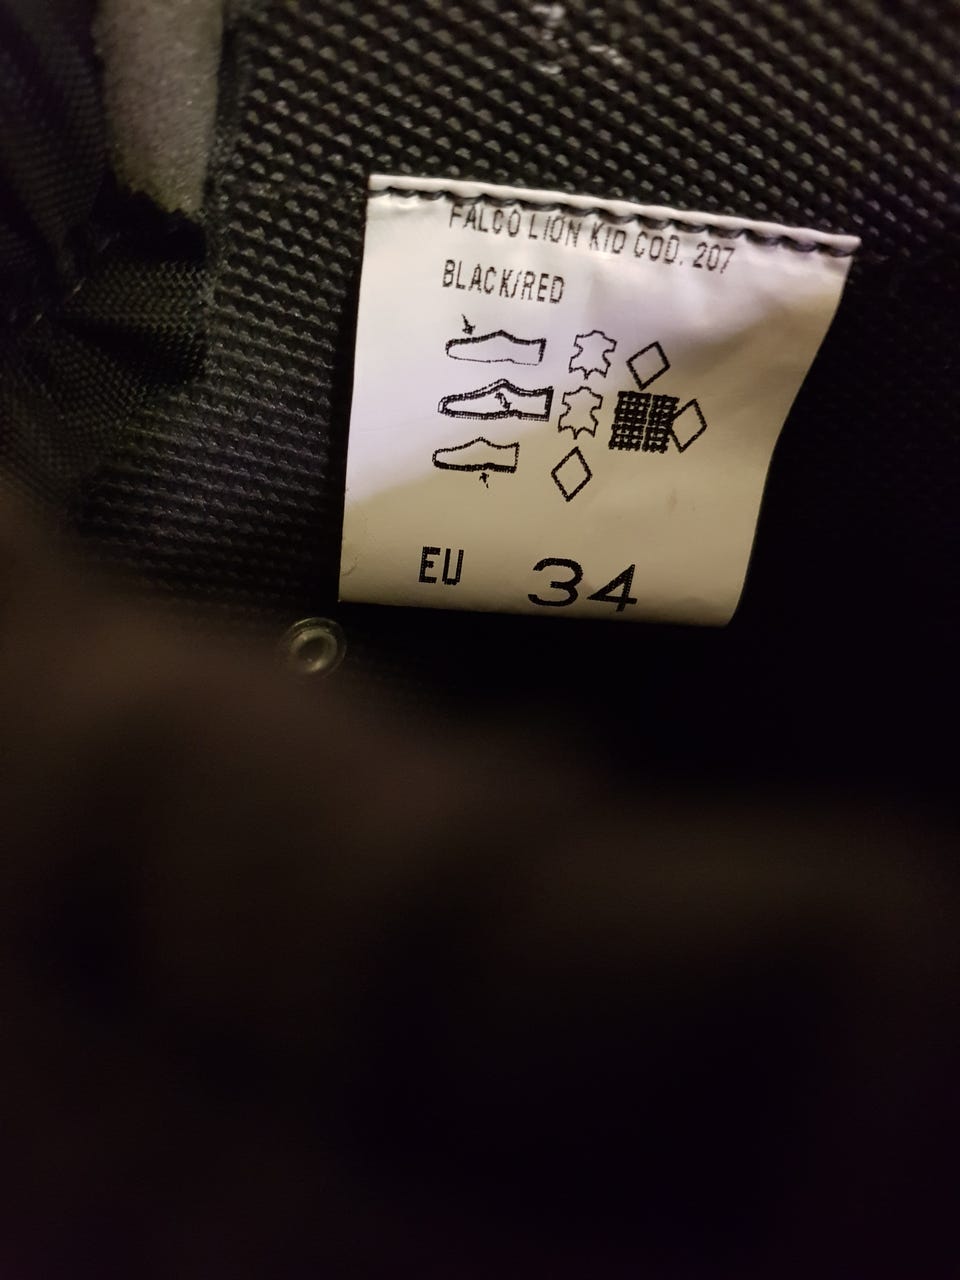 FALCO LION KID COD. 207
BLACK/RED
EU 34